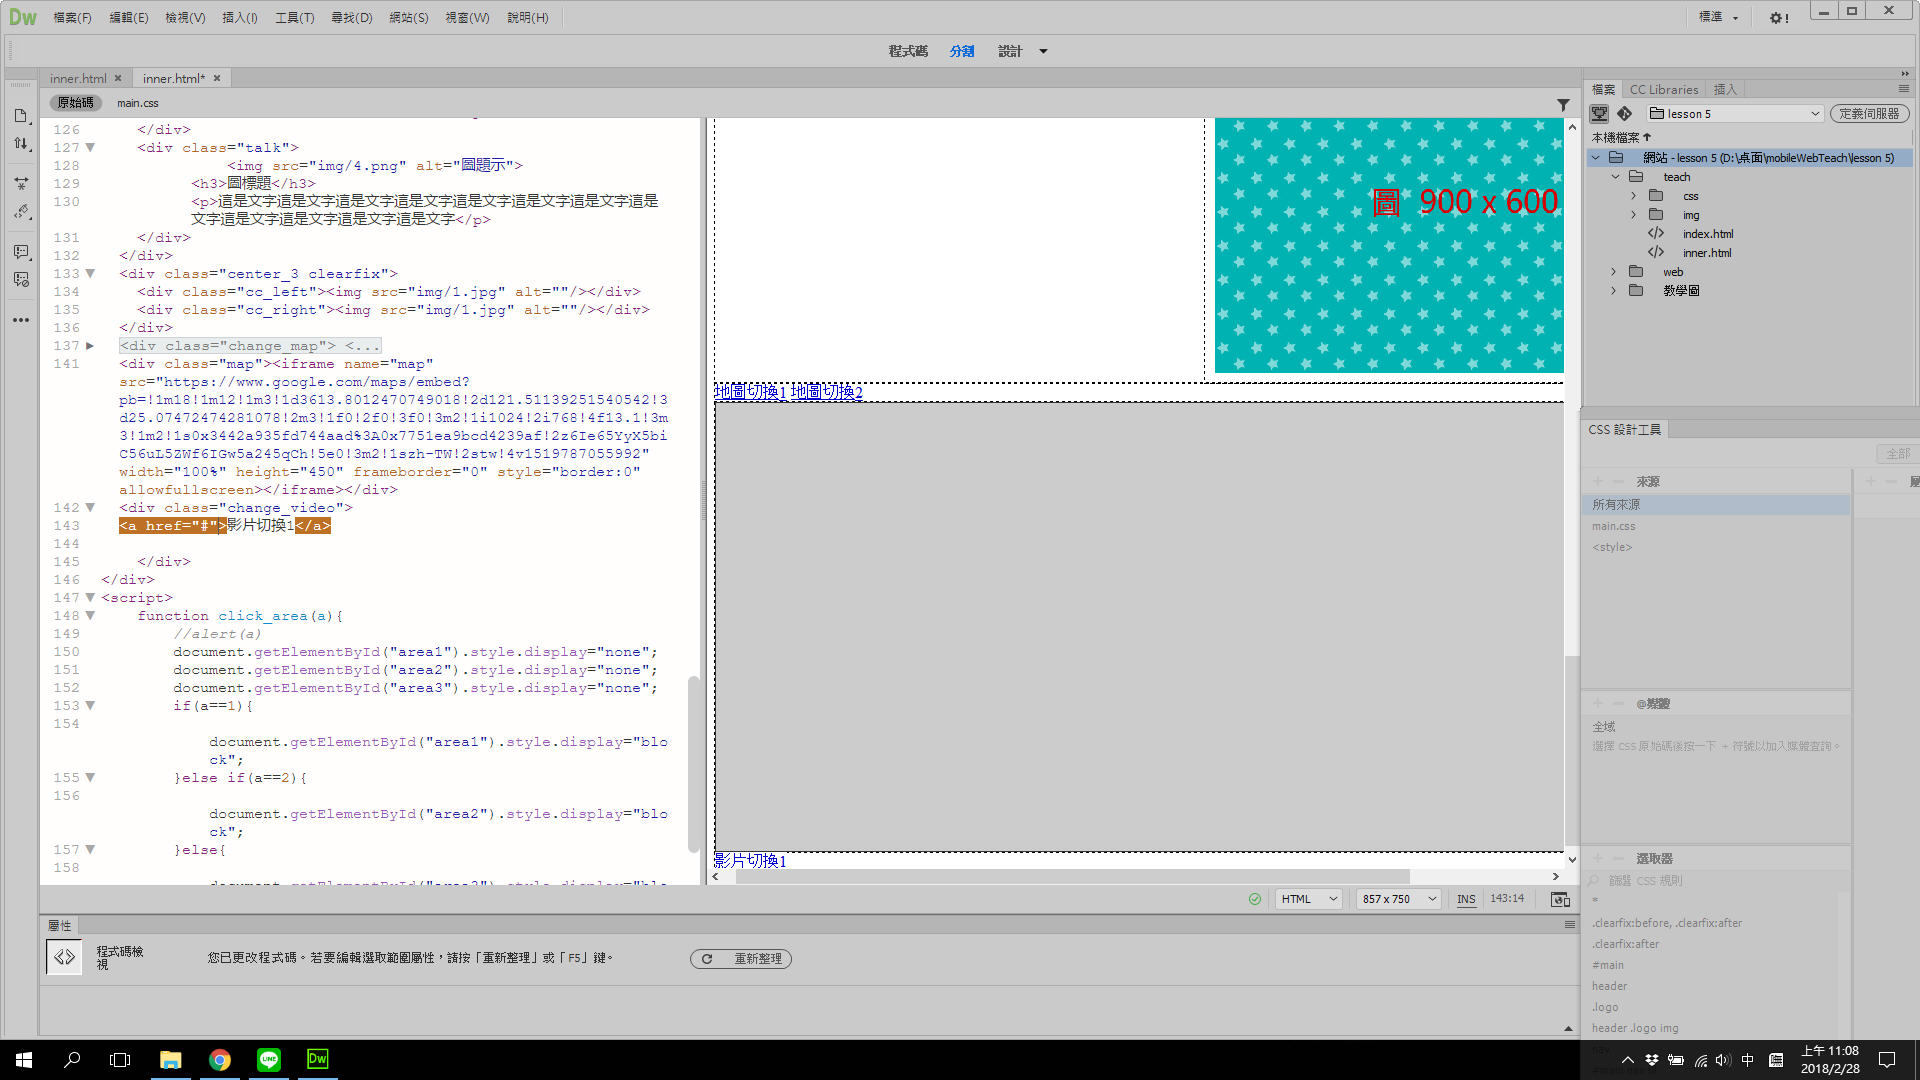 Dw 檔案(F) 編輯(E) 檢視(V) 插入(I) 工具(T) 尋找(D) 網站(S) 視窗(W) 說明(H) 標準
程式碼 分割 設計
inner.html inner.html*
原始碼 main.css
126 </div>
127 <div class="talk">
128 <img src="img/4.png" alt="圖題示">
129 <h3>圖標題</h3>
130 <p>這是文字這是文字這是文字這是文字這是文字這是文字這是文字這是
文字這是文字這是文字這是文字這是文字</p>
131 </div>
132 </div>
133 <div class="center_3 clearfix">
134 <div class="cc_left"><img src="img/1.jpg" alt=""/></div>
135 <div class="cc_right"><img src="img/1.jpg" alt=""/></div>
136 </div>
137 <div class="change_map"> <...
141 <div class="map"><iframe name="map"
src="https://www.google.com/maps/embed?
pb=!1m18!1m12!1m3!1d3613.8012470749018!2d121.51139251540542!3
d25.07472474281078!2m3!1f0!2f0!3f0!3m2!1i1024!2i768!4f13.1!3m
3!1m2!1s0x3442a935fd744aad%3A0x7751ea9bcd4239af!2z6Ie65YyX5bi
C56uL5ZWf6IGw5a245qCh!5e0!3m2!1szh-TW!2stw!4v1519787055992"
width="100%" height="450" frameborder="0" style="border:0"
allowfullscreen></iframe></div>
142 <div class="change_video">
143 <a href="#">影片切換1</a>
144
145 </div>
146 </div>
147 <script>
148 function click_area(a){
149 //alert(a)
150 document.getElementById("area1").style.display="none";
151 document.getElementById("area2").style.display="none";
152 document.getElementById("area3").style.display="none";
153 if(a==1){
154
document.getElementById("area1").style.display="blo
ck";
155 }else if(a==2){
156
document.getElementById("area2").style.display="blo
ck";
157 }else{
158
圖 900 x 600
地圖切換1 地圖切換2
影片切換1
HTML 857 x 750 INS 143:14
屬性
程式碼檢
視
您已更改程式碼。若要編輯選取範圍屬性，請按「重新整理」或「F5」鍵。 重新整理
檔案 CC Libraries 插入
lesson 5 定義伺服器
本機檔案
網站 - lesson 5 (D:\桌面\mobileWebTeach\lesson 5)
teach
css
img
index.html
inner.html
web
教學圖
CSS 設計工具
全部
來源
所有來源
main.css
<style>
@媒體
全域
選擇 CSS 原始碼後按一下 + 符號以加入媒體查詢。
選取器
篩選 CSS 規則
*
.clearfix:before, .clearfix:after
.clearfix:after
#main
header
.logo
header .logo img
Dw
中
上午 11:08
2018/2/28